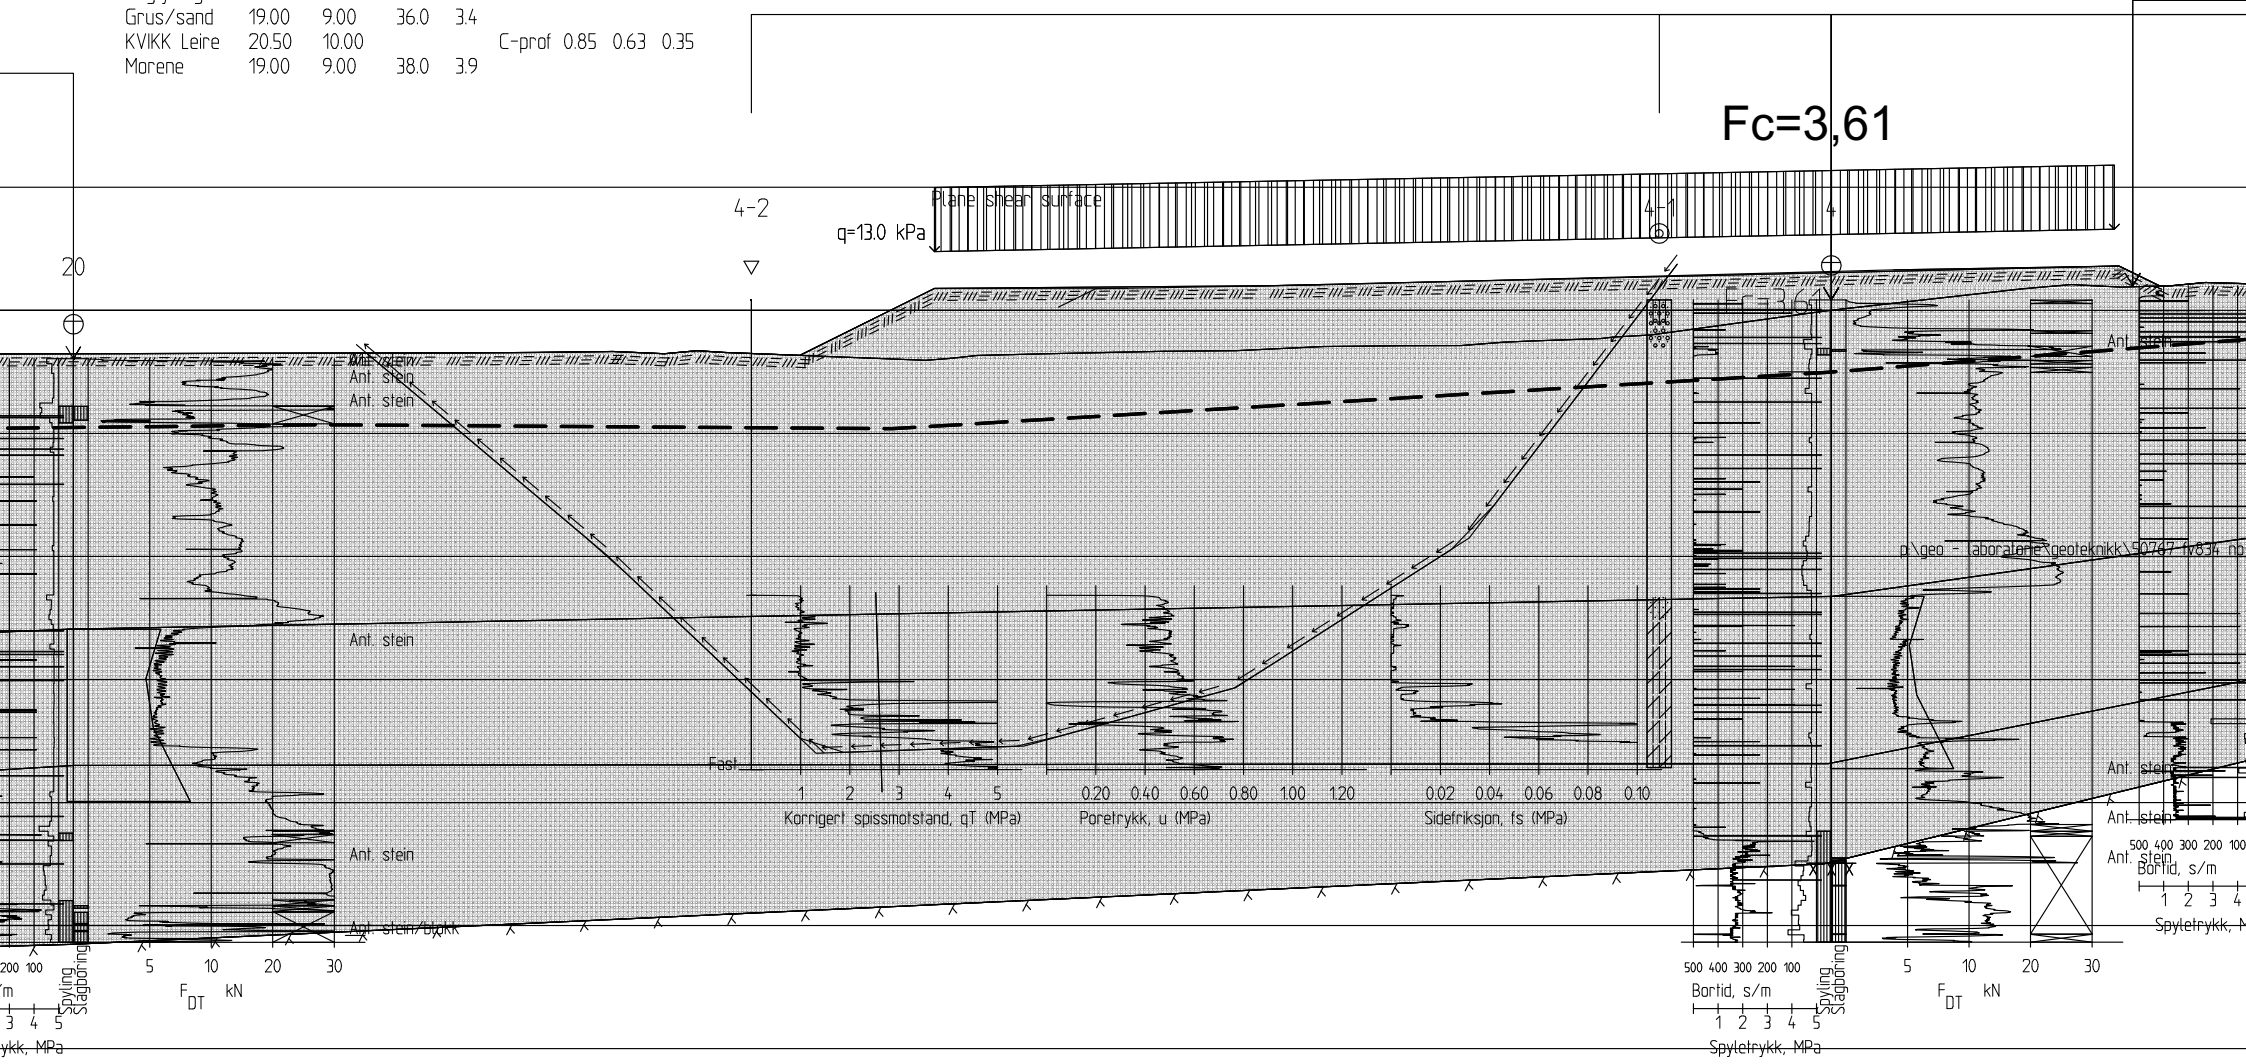 Grus/sand 19.00 9.00 36.0 3.4
KVIKK Leire 20.50 10.00 C-prof 0.85 0.63 0.35
Morene 19.00 9.00 38.0 3.9
Fc=3,61
Plane shear surface
q=13.0 kPa
4-2
4-1
4
20
Ant. stein
Ant. stein
Ant. stein
Ant. stein
p:\geo - laboratorie\geoteknikk\50767 fv834 no
Ant. stein
Fast
Ant. stein
1 2 3 4 5
0.20 0.40 0.60 0.80 1.00 1.20
0.02 0.04 0.06 0.08 0.10
Korrigert spissmotstand, qT (MPa)
Poretrykk, u (MPa)
Sidefriksjon, fs (MPa)
Ant. stein
Ant. stein
Ant. stein
500 400 300 200 100
Bortid, s/m
1 2 3 4
Spyletrykk, M
Ant. stein/blokk
200 100
Spyling
Slagboring
5 10 20 30
FDT kN
/m
3 4 5
ykk, MPa
500 400 300 200 100
Spyling
Slagboring
5 10 20 30
Bortid, s/m
FDT kN
1 2 3 4 5
Spyletrykk, MPa